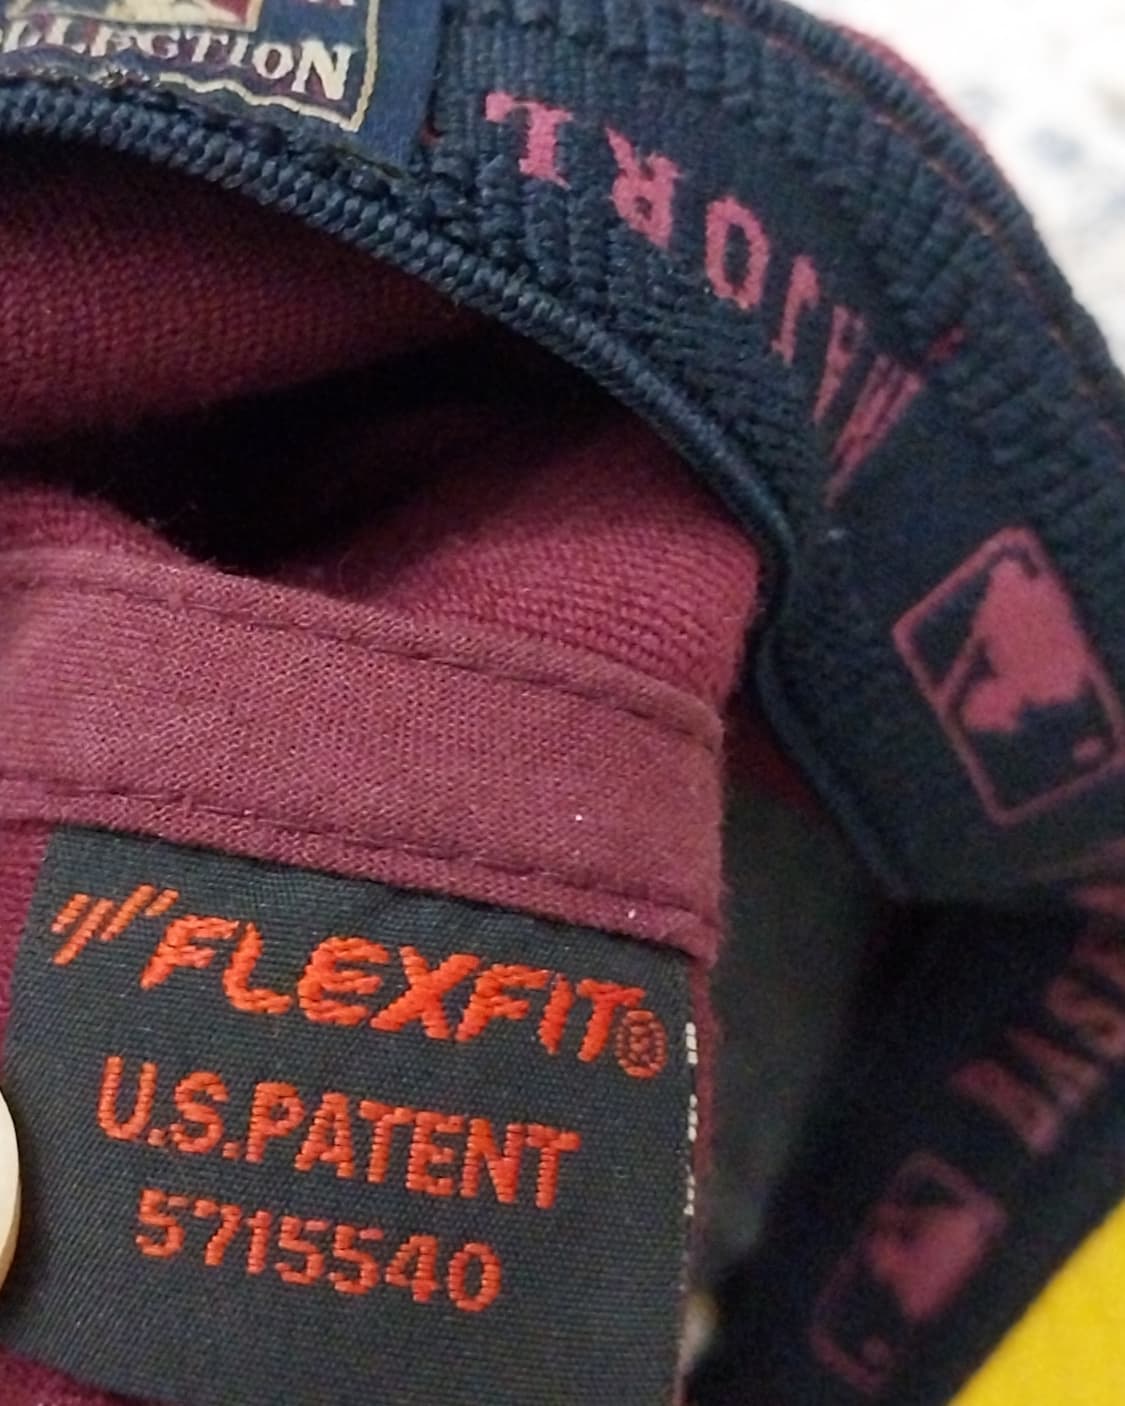 COLLECTION
MAJOR L
"FLEXFIT®
U.S.PATENT
5715540